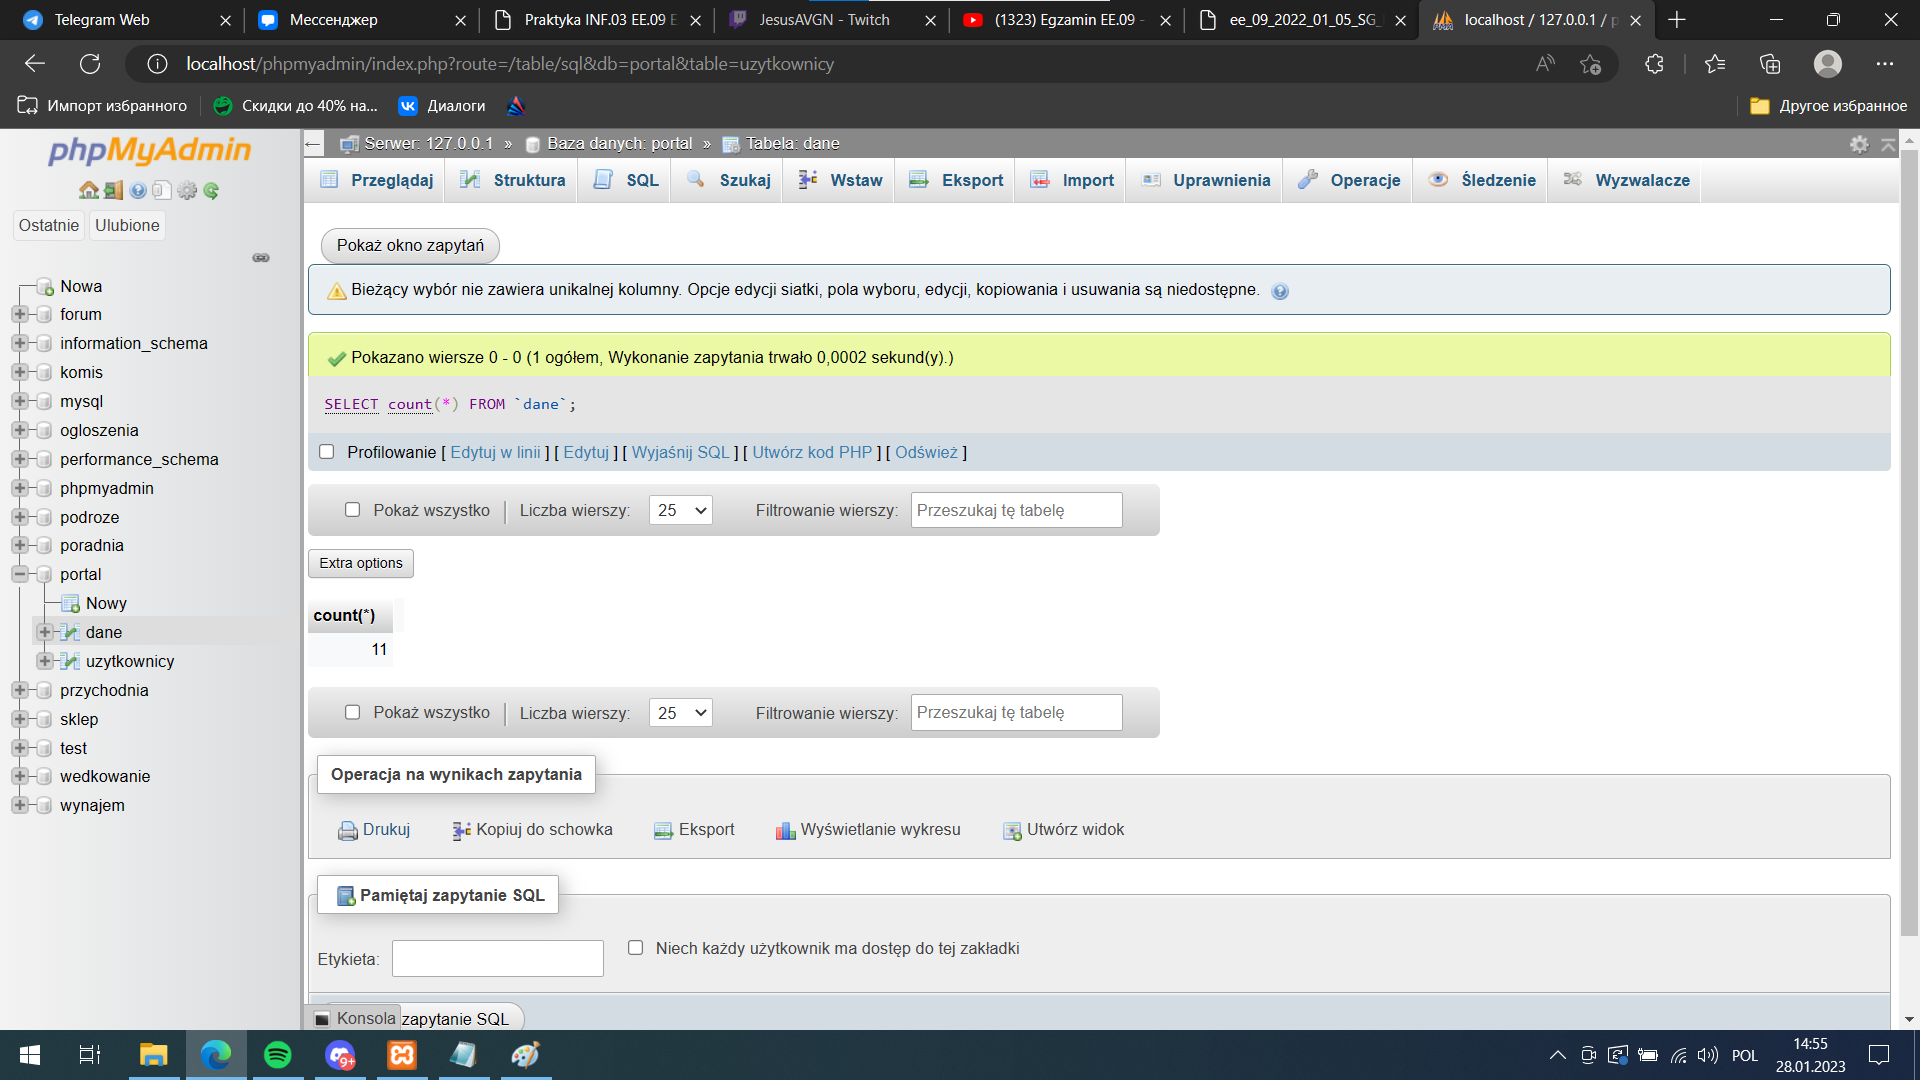 Telegram Web
Мессенджер
Praktyka INF.03 EE.09 E
JesusAVGN - Twitch
(1323) Egzamin EE.09 -
ee_09_2022_01_05_SG_
localhost / 127.0.0.1 / p
localhost/phpmyadmin/index.php?route=/table/sql&db=portal&table=uzytkownicy
Импорт избранного
Скидки до 40% на...
Диалоги
Другое избранное
phpMyAdmin
Ostatnie
Ulubione
Nowa
forum
information_schema
komis
mysql
ogloszenia
performance_schema
phpmyadmin
podroze
poradnia
portal
Nowy
dane
uzytkownicy
przychodnia
sklep
test
wedkowanie
wynajem
Serwer: 127.0.0.1 » Baza danych: portal » Tabela: dane
Przeglądaj
Struktura
SQL
Szukaj
Wstaw
Eksport
Import
Uprawnienia
Operacje
Śledzenie
Wyzwalacze
Pokaż okno zapytań
Bieżący wybór nie zawiera unikalnej kolumny. Opcje edycji siatki, pola wyboru, edycji, kopiowania i usuwania są niedostępne.
Pokazano wiersze 0 - 0 (1 ogółem, Wykonanie zapytania trwało 0,0002 sekund(y).)
SELECT count(*) FROM `dane`;
Profilowanie [ Edytuj w linii ] [ Edytuj ] [ Wyjaśnij SQL ] [ Utwórz kod PHP ] [ Odśwież ]
Pokaż wszystko | Liczba wierszy: 25 Filtrowanie wierszy: Przeszukaj tę tabelę
Extra options
count(*)
11
Pokaż wszystko | Liczba wierszy: 25 Filtrowanie wierszy: Przeszukaj tę tabelę
Operacja na wynikach zapytania
Drukuj
Kopiuj do schowka
Eksport
Wyświetlanie wykresu
Utwórz widok
Pamiętaj zapytanie SQL
Etykieta:
Niech każdy użytkownik ma dostęp do tej zakładki
Konsola
zapytanie SQL
9+
POL
14:55
28.01.2023